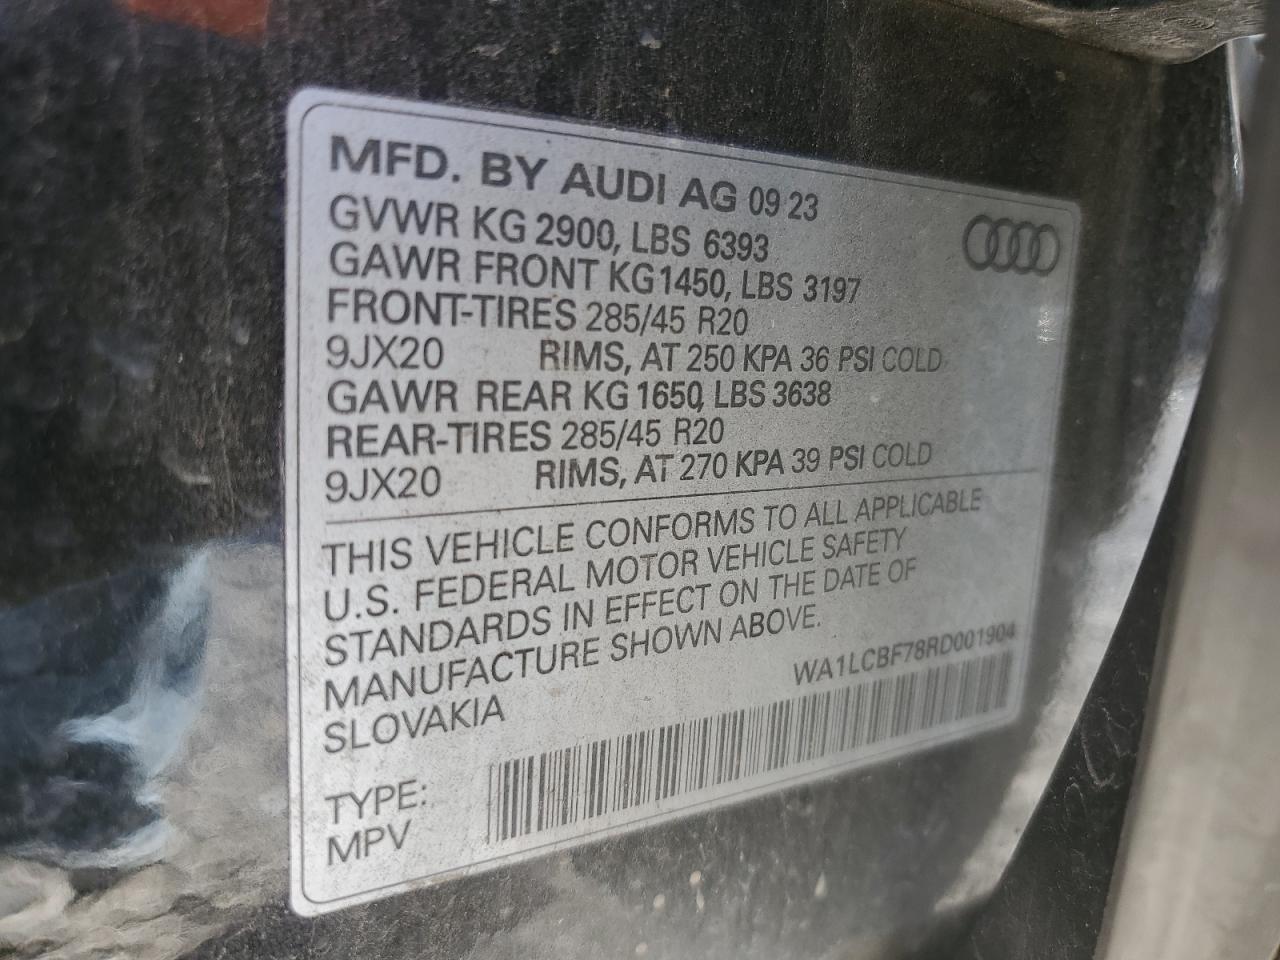 MFD. BY AUDI AG 09 23
GVWR KG 2900, LBS 6393
GAWR FRONT KG1450, LBS 3197
FRONT-TIRES 285/45 R20
9JX20 RIMS, AT 250 KPA 36 PSI COLD
GAWR REAR KG 1650, LBS 3638
REAR-TIRES 285/45 R20
9JX20 RIMS, AT 270 KPA 39 PSI COLD
THIS VEHICLE CONFORMS TO ALL APPLICABLE
U.S. FEDERAL MOTOR VEHICLE SAFETY
STANDARDS IN EFFECT ON THE DATE OF
MANUFACTURE SHOWN ABOVE.
SLOVAKIA
WA1LCBF78RD001904
TYPE:
MPV